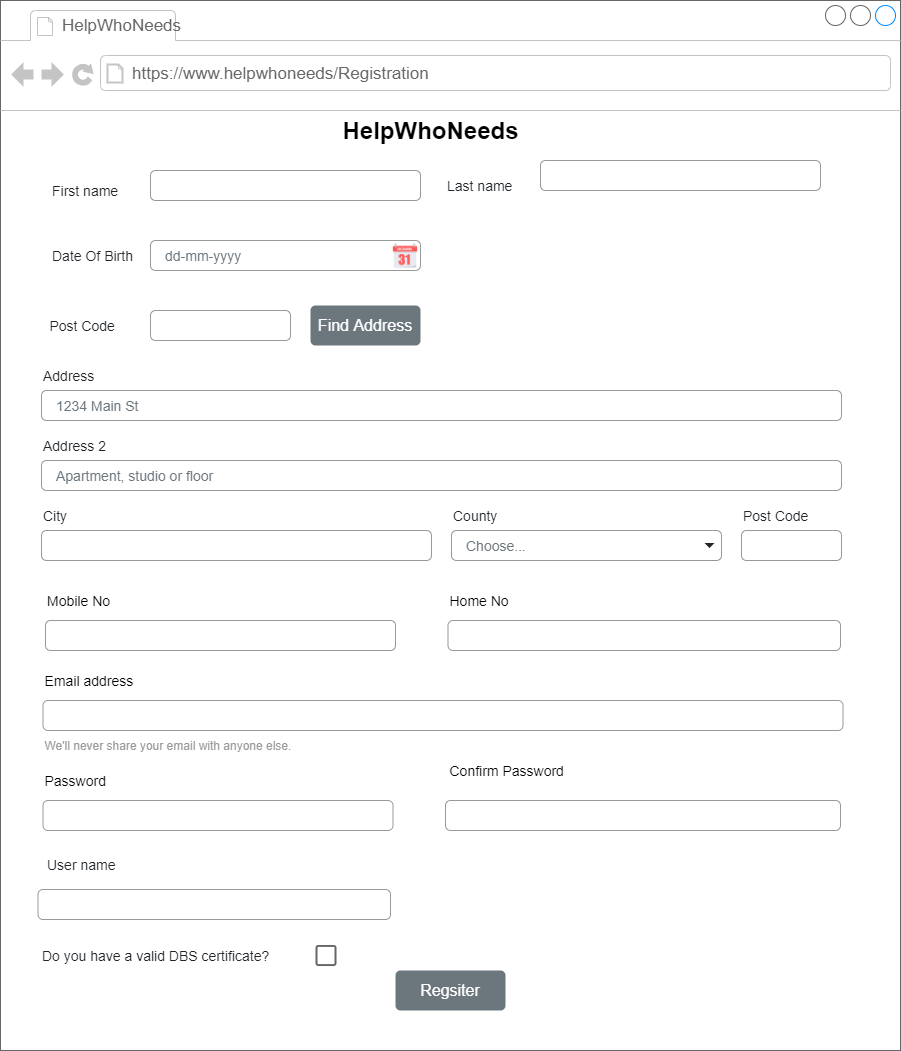 HelpWhoNeeds
https://www.helpwhoneeds/Registration
HelpWhoNeeds
First name
Last name
Date Of Birth
dd-mm-yyyy
31
Post Code
Find Address
Address
1234 Main St
Address 2
Apartment, studio or floor
City
County
Post Code
Choose...
Mobile No
Home No
Email address
We'll never share your email with anyone else.
Password
Confirm Password
User name
Do you have a valid DBS certificate?
Regsiter